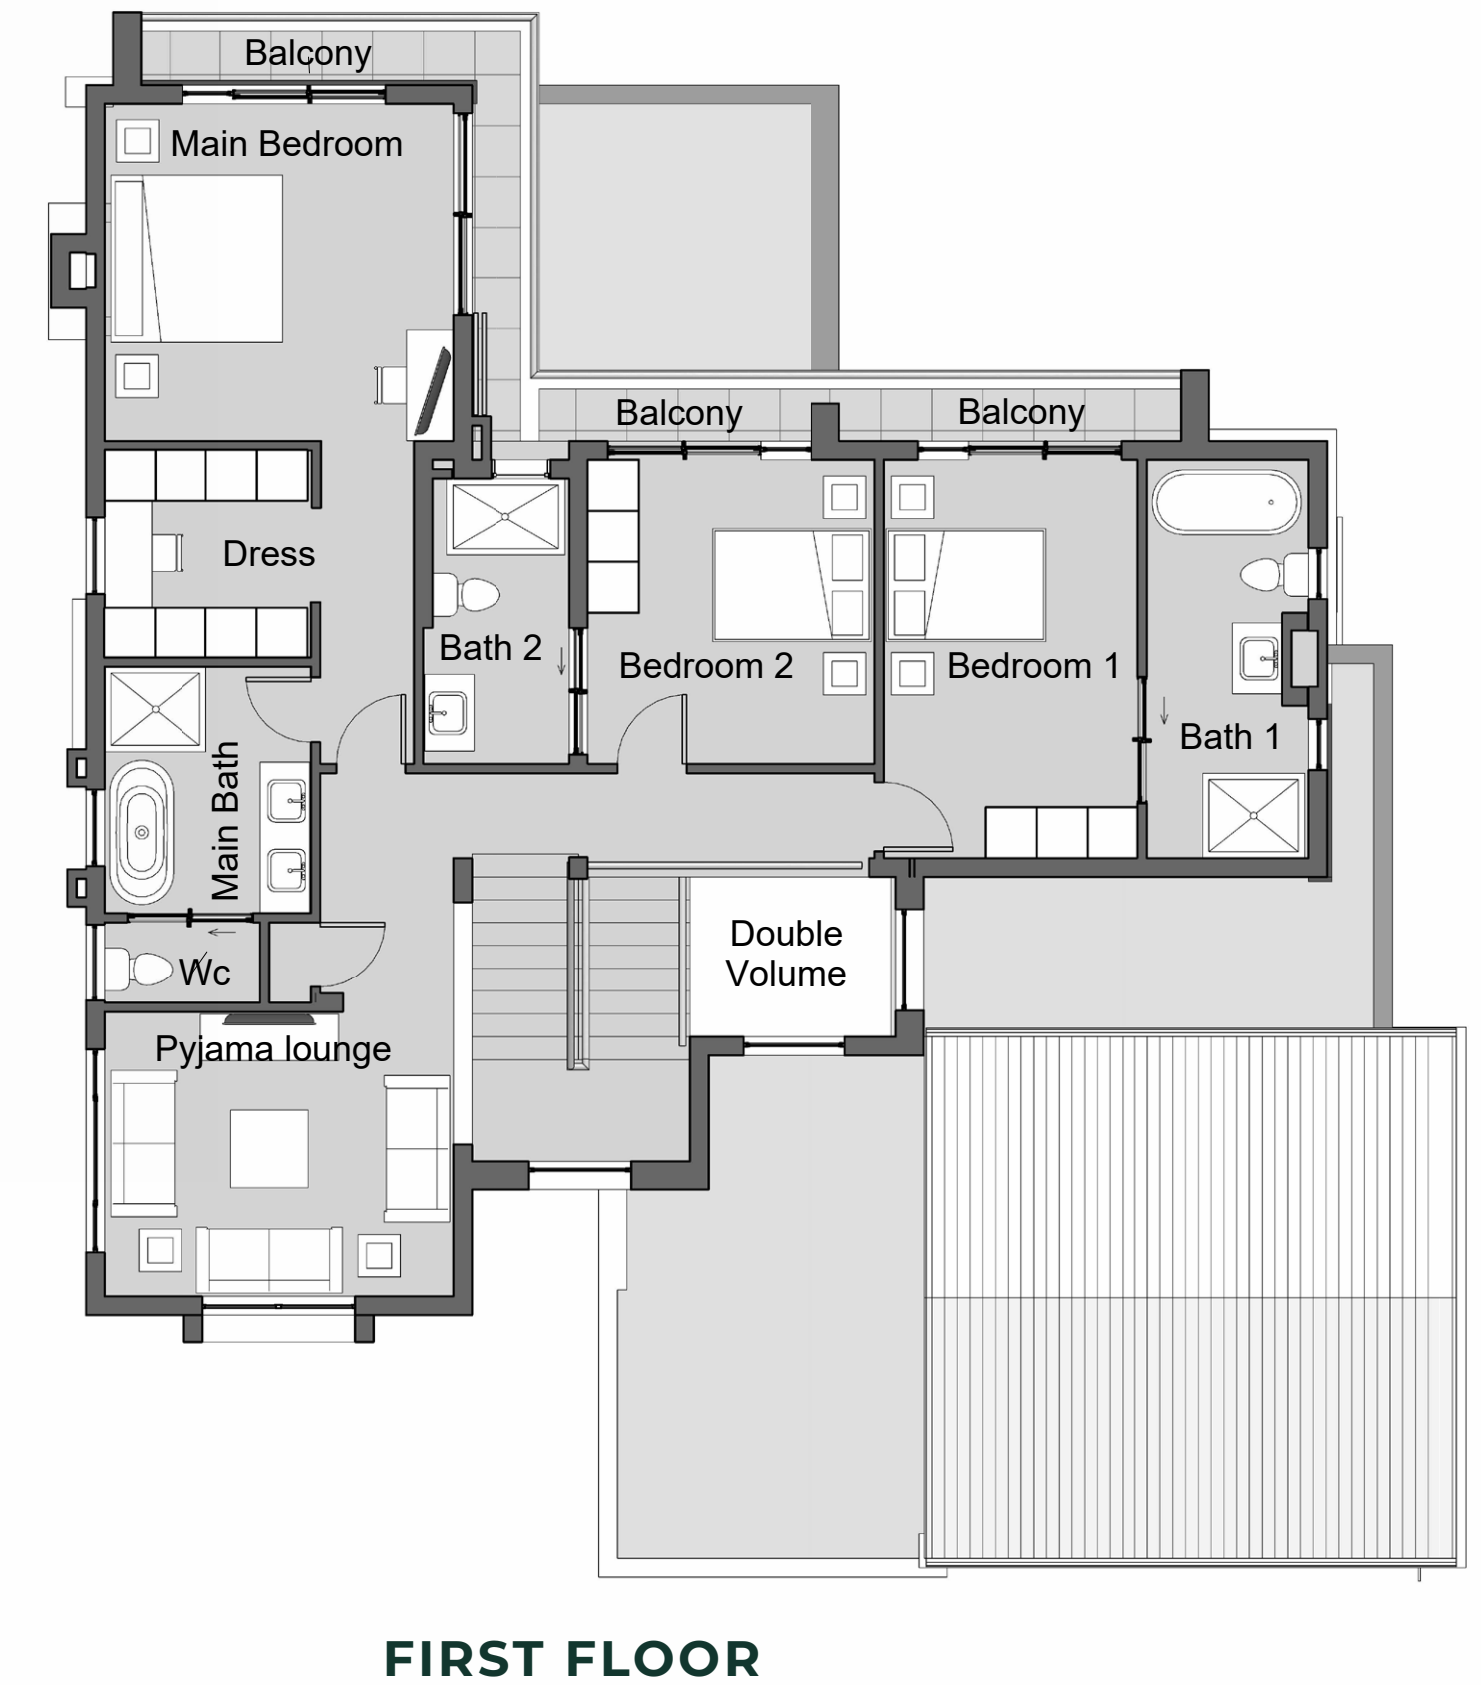 Balcony
Main Bedroom
Balcony
Balcony
Dress
Bath 2
Bedroom 2
Bedroom 1
Bath 1
Main Bath
Double
Volume
Wc
Pyjama lounge
FIRST FLOOR